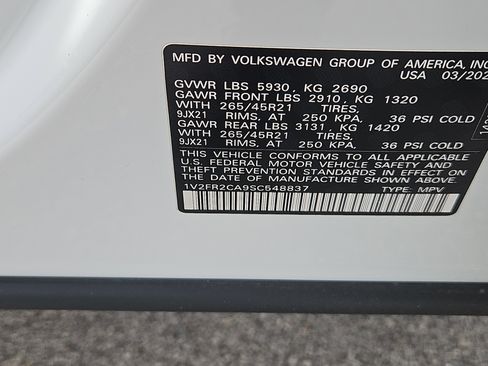 MFD BY VOLKSWAGEN GROUP OF AMERICA, INC
USA 03/202
GVWR LBS 5930, KG 2690
GAWR FRONT LBS 2910, KG 1320
WITH 265/45R21 TIRES,
9JX21 RIMS, AT 250 KPA, 36 PSI COLD
GAWR REAR LBS 3131, KG 1420
WITH 265/45R21 TIRES,
9JX21 RIMS, AT 250 KPA, 36 PSI COLD
THIS VEHICLE CONFORMS TO ALL APPLICABLE
U.S. FEDERAL MOTOR VEHICLE SAFETY AND
THEFT PREVENTION STANDARDS IN EFFECT
ON THE DATE OF MANUFACTURE SHOWN ABOVE.
1V2FR2CA9SC548837 TYPE: MPV